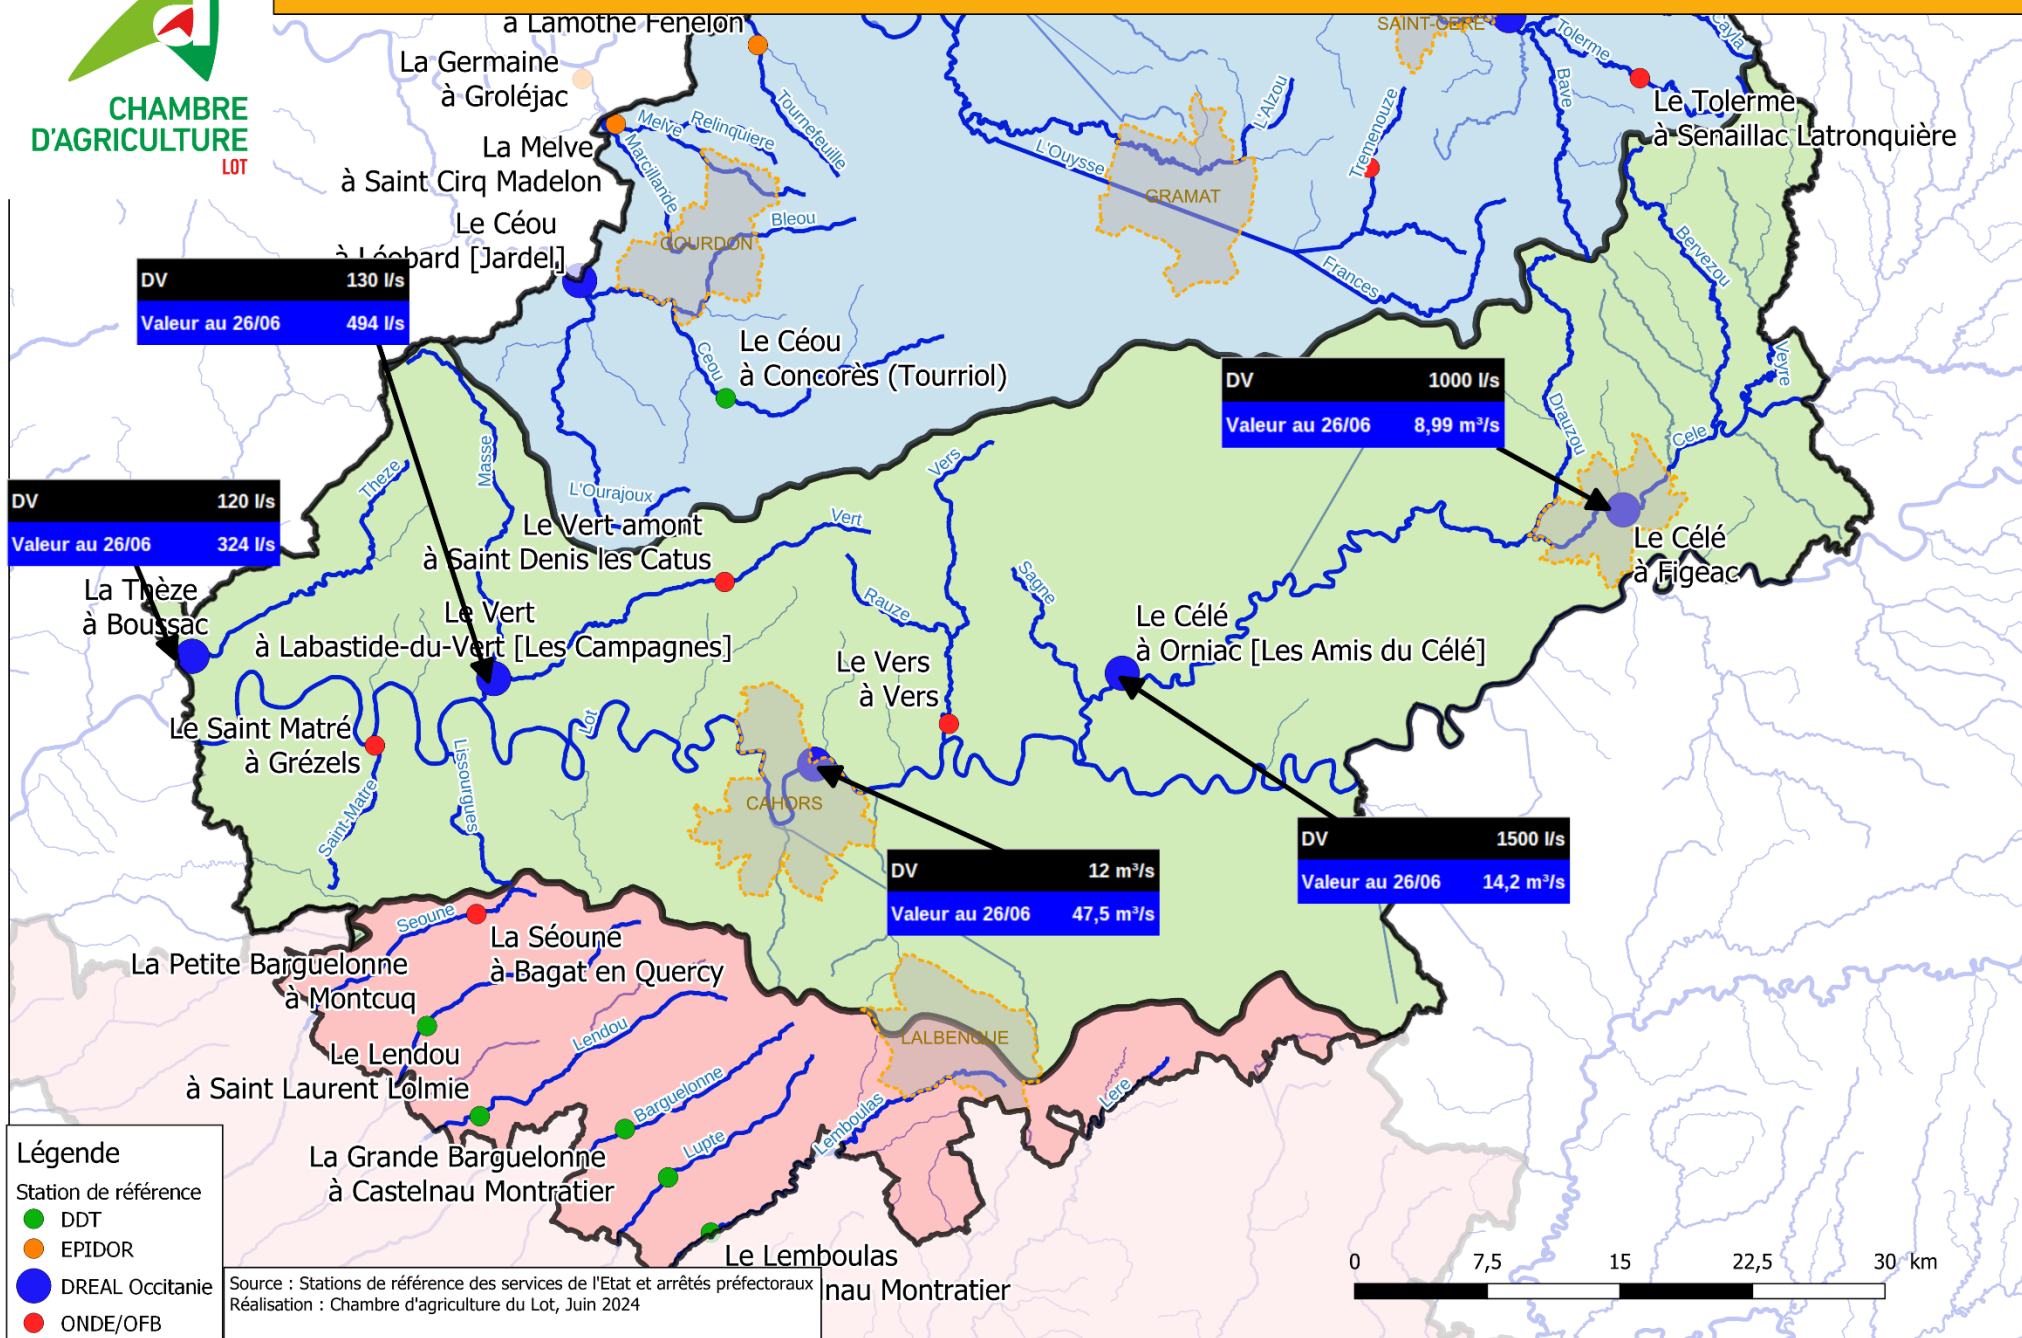 à Lamothe Fénelon
SAINT-CERE
Tolerme
Cayla
La Germaine
à Groléjac
CHAMBRE
D'AGRICULTURE
LOT
Melve
Relinquiere
Tournefeuille
Marcillande
L'Alzou
Tremenouze
Bave
Le Tolerme
à Senaillac Latronquière
La Melve
à Saint Cirq Madelon
L'Ouysse
GRAMAT
Le Céou
à Léobard [Jardel]
Bleou
GOURDON
Frances
Bervezou
DV 130 l/s
Valeur au 26/06 494 l/s
Le Céou
à Concorès (Tourriol)
Ceou
Veyre
DV 1000 l/s
Valeur au 26/06 8,99 m³/s
Drauzou
Cele
Masse
Theze
Vers
DV 120 l/s
Valeur au 26/06 324 l/s
L'Ourajoux
Le Vert amont
à Saint Denis les Catus
Vert
Le Célé
à Figeac
La Thèze
à Boussac
Rauze
Sagne
Le Vert
à Labastide-du-Vert [Les Campagnes]
Le Célé
à Orniac [Les Amis du Célé]
Le Vers
à Vers
Le Saint Matré
à Grézels
Lot
Lissourgues
Saint-Matre
CAHORS
DV 12 m³/s
Valeur au 26/06 47,5 m³/s
DV 1500 l/s
Valeur au 26/06 14,2 m³/s
Seoune
La Séoune
à Bagat en Quercy
La Petite Barguelonne
à Montcuq
Lendou
LALBENQUE
Le Lendou
à Saint Laurent Lolmie
Barguelonne
Lupte
Lemboulas
Lere
La Grande Barguelonne
à Castelnau Montratier
Le Lemboulas
lnau Montratier
Légende
Station de référence
DDT
EPIDOR
DREAL Occitanie
ONDE/OFB
Source : Stations de référence des services de l'Etat et arrêtés préfectoraux
Réalisation : Chambre d'agriculture du Lot, Juin 2024
0 7,5 15 22,5 30 km